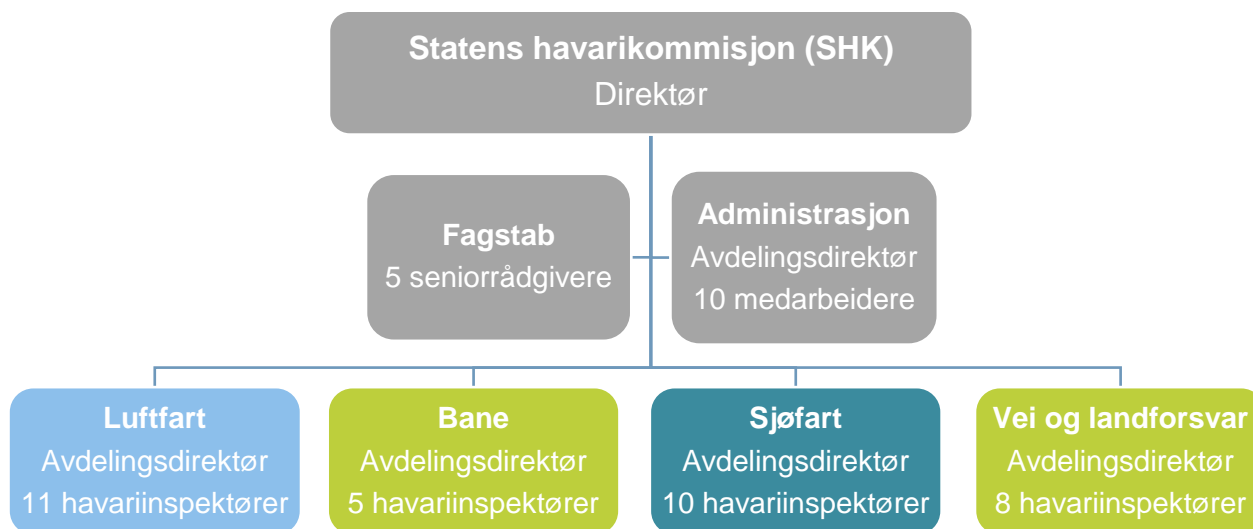 Statens havarikommisjon (SHK)
Direktør
Fagstab
5 seniorrådgivere
Administrasjon
Avdelingsdirektør
10 medarbeidere
Luftfart
Avdelingsdirektør
11 havariinspektører
Bane
Avdelingsdirektør
5 havariinspektører
Sjøfart
Avdelingsdirektør
10 havariinspektører
Vei og landforsvar
Avdelingsdirektør
8 havariinspektører